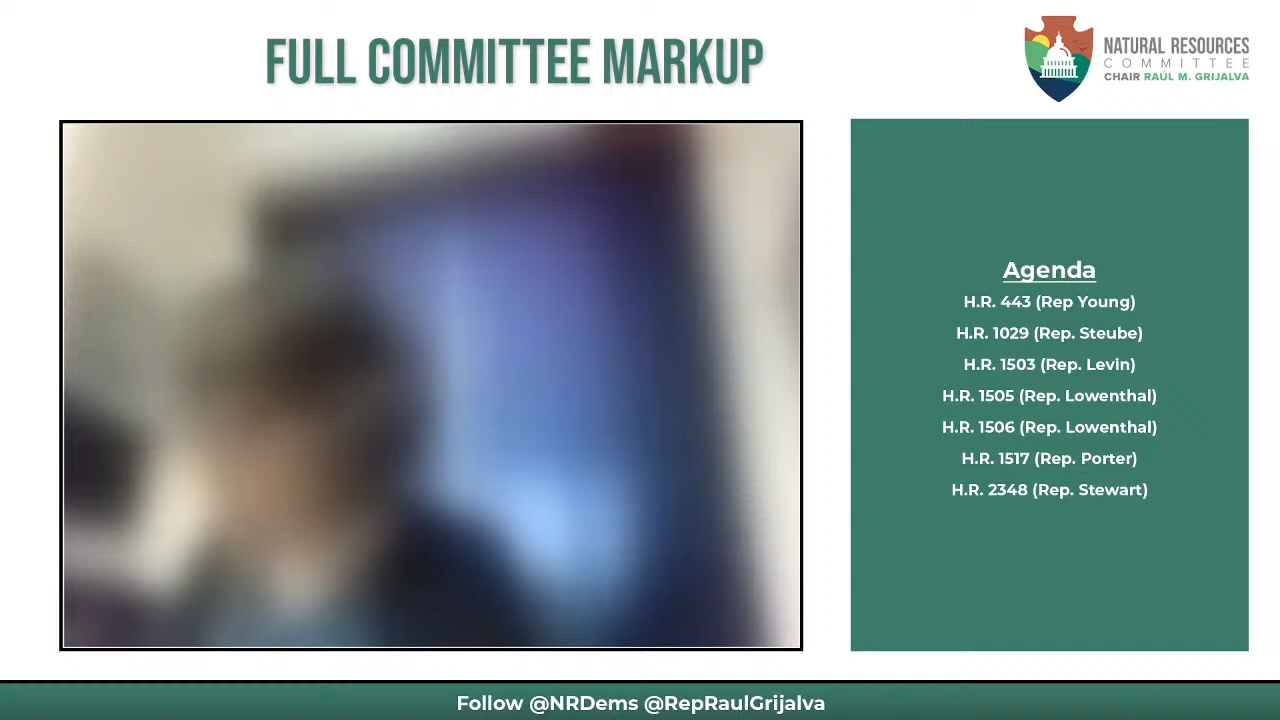 FULL COMMITTEE MARKUP
NATURAL RESOURCES
COMMITTEE
CHAIR RAÚL M. GRIJALVA
Agenda
H.R. 443 (Rep Young)
H.R. 1029 (Rep. Steube)
H.R. 1503 (Rep. Levin)
H.R. 1505 (Rep. Lowenthal)
H.R. 1506 (Rep. Lowenthal)
H.R. 1517 (Rep. Porter)
H.R. 2348 (Rep. Stewart)
Follow @NRDems @RepRaulGrijalva